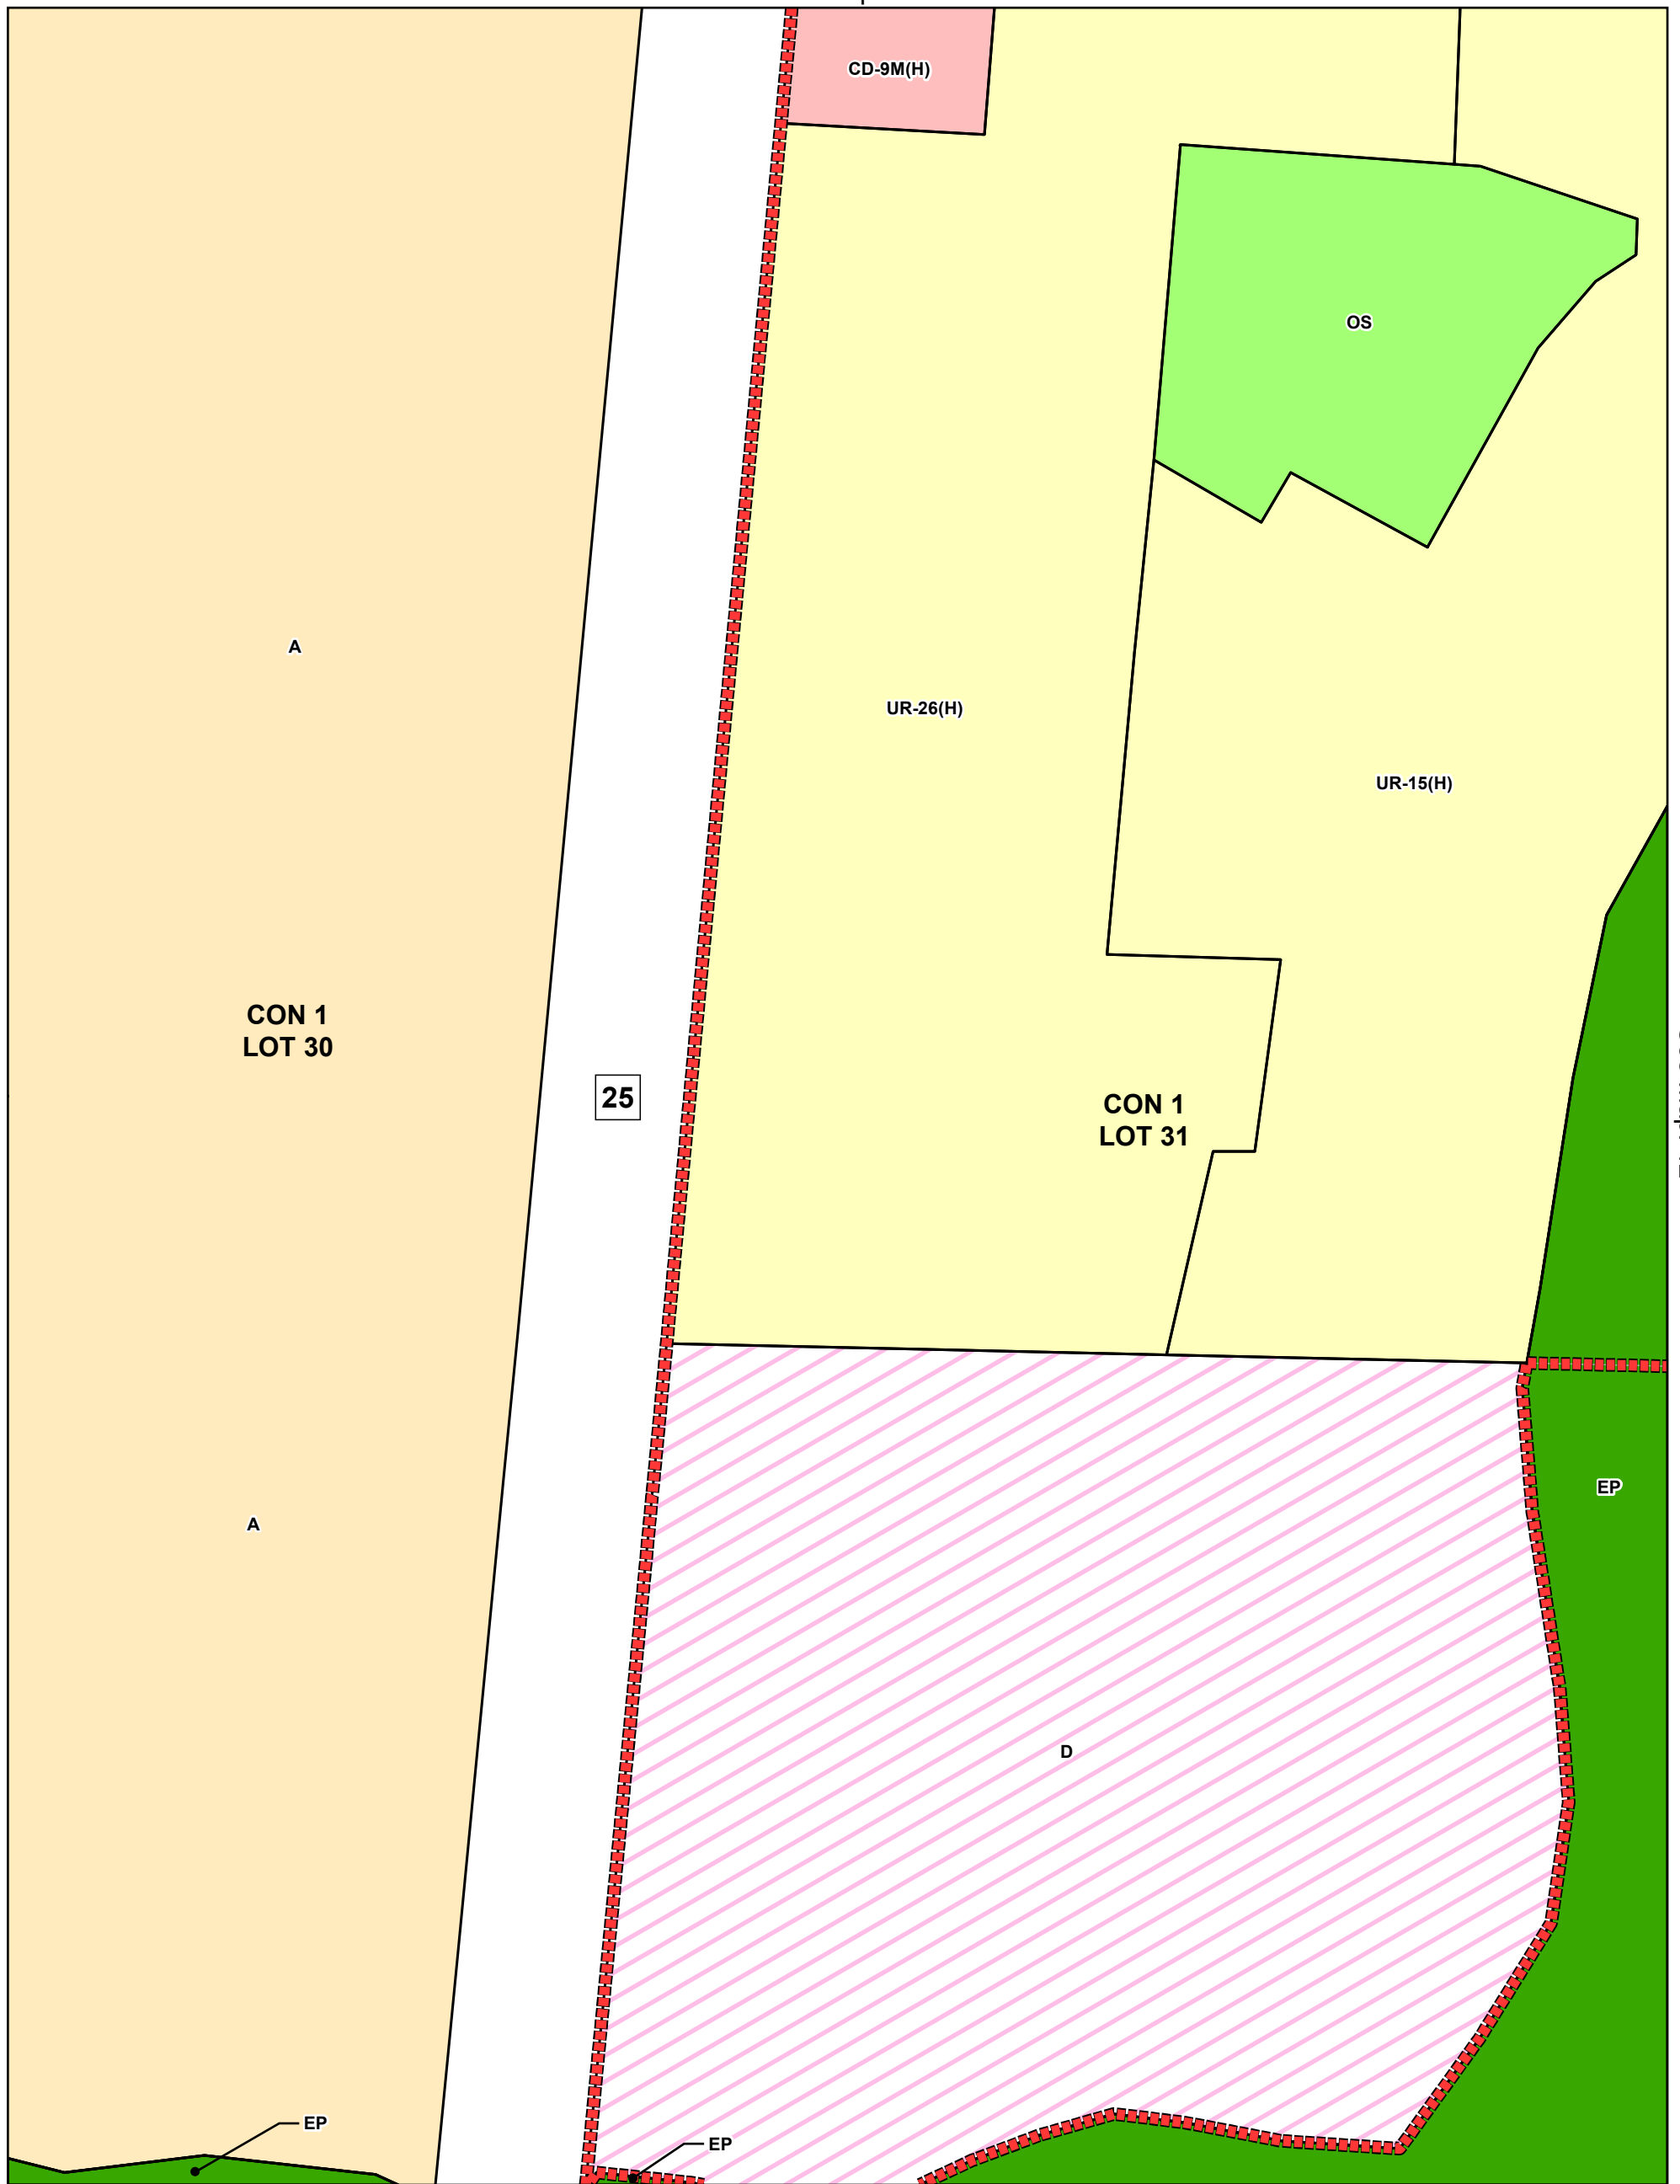 CD-9M(H)
OS
A
UR-26(H)
UR-15(H)
CON 1
LOT 30
25
CON 1
LOT 31
EP
A
D
EP
EP